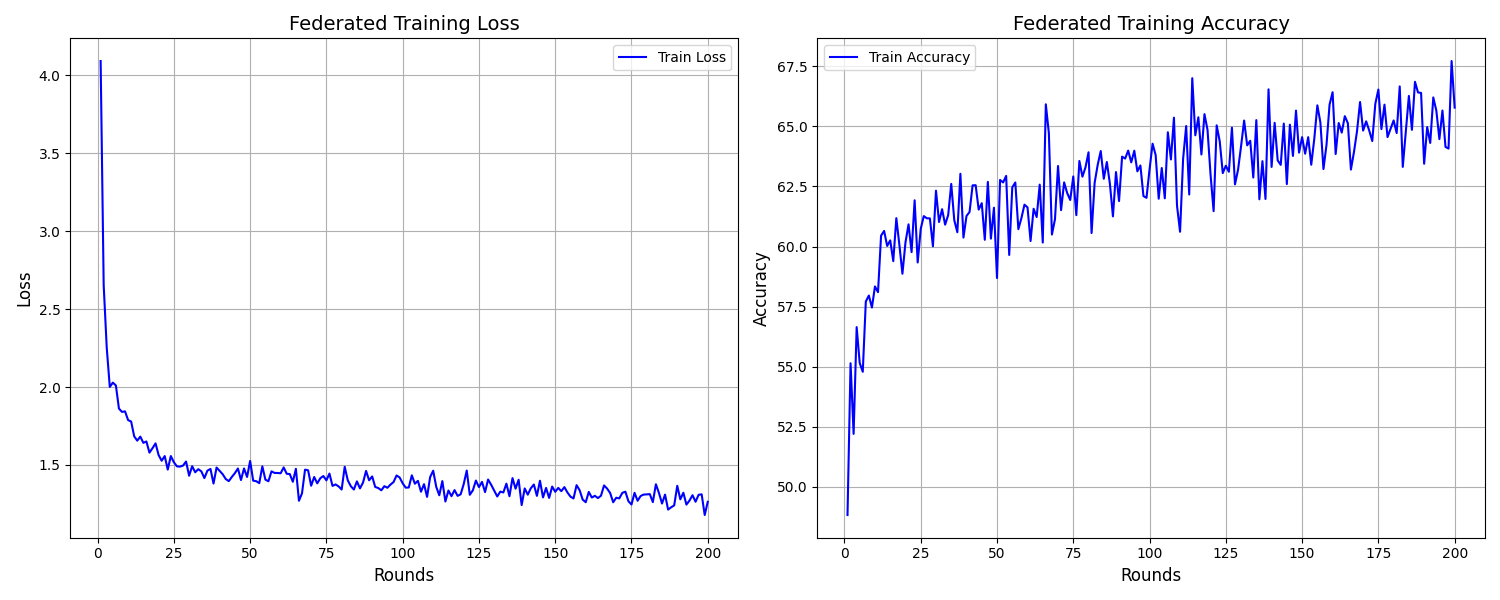 Federated Training Loss
Train Loss
4.0
3.5
3.0
2.5
2.0
1.5
Loss
0 25 50 75 100 125 150 175 200
Rounds
Federated Training Accuracy
Train Accuracy
67.5
65.0
62.5
60.0
57.5
55.0
52.5
50.0
Accuracy
0 25 50 75 100 125 150 175 200
Rounds